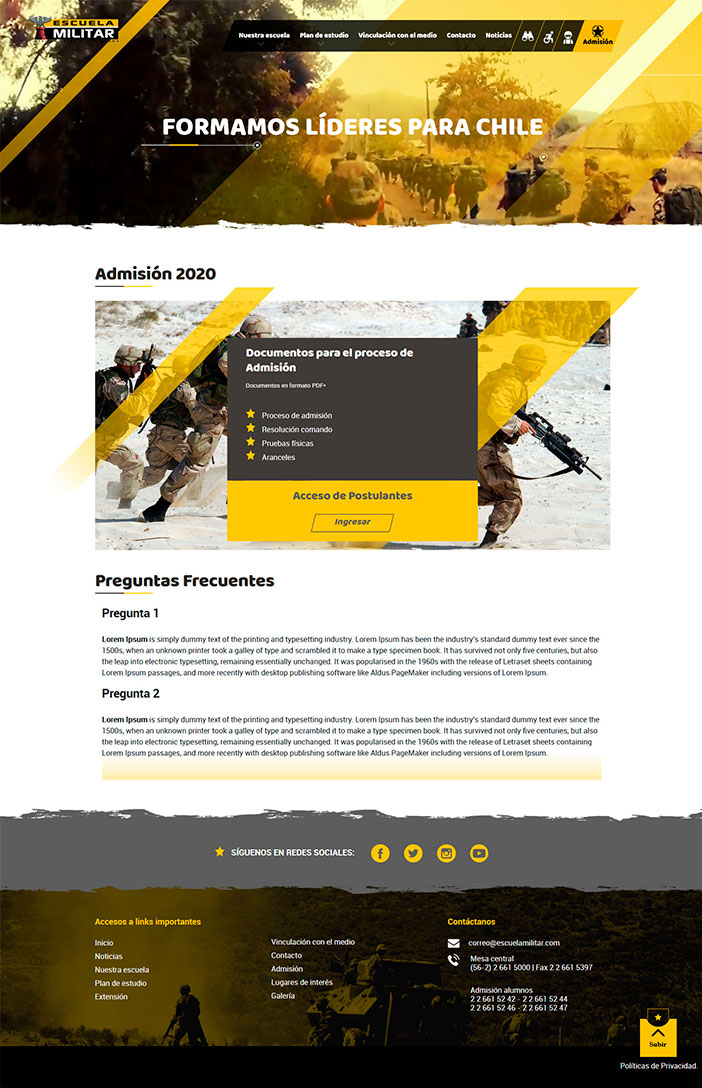 ESCUELA
MILITAR
Nuestra escuela Plan de estudio Vinculación con el medio Contacto Noticias Admisión
FORMAMOS LÍDERES PARA CHILE
Admisión 2020
Documentos para el proceso de
Admisión
Documentos en formato PDF*
Proceso de admisión
Resolución comando
Pruebas físicas
Aranceles
Acceso de Postulantes
Ingresar
Preguntas Frecuentes
Pregunta 1
Lorem Ipsum is simply dummy text of the printing and typesetting industry. Lorem Ipsum has been the industry's standard dummy text ever since the
1500s, when an unknown printer took a galley of type and scrambled it to make a type specimen book. It has survived not only five centuries, but also
the leap into electronic typesetting, remaining essentially unchanged. It was popularised in the 1960s with the release of Letraset sheets containing
Lorem Ipsum passages, and more recently with desktop publishing software like Aldus PageMaker including versions of Lorem Ipsum.
Pregunta 2
Lorem Ipsum is simply dummy text of the printing and typesetting industry. Lorem Ipsum has been the industry's standard dummy text ever since the
1500s, when an unknown printer took a galley of type and scrambled it to make a type specimen book. It has survived not only five centuries, but also
the leap into electronic typesetting, remaining essentially unchanged. It was popularised in the 1960s with the release of Letraset sheets containing
Lorem Ipsum passages, and more recently with desktop publishing software like Aldus PageMaker including versions of Lorem Ipsum.
SÍGUENOS EN REDES SOCIALES:
Accesos a links importantes
Inicio
Noticias
Nuestra escuela
Plan de estudio
Extensión
Vinculación con el medio
Contacto
Admisión
Lugares de interés
Galería
Contáctanos
correo@escuelamilitar.com
Mesa central
(56-2) 2 661 5000 | Fax 2 2 661 5397
Admisión alumnos
2 2 661 52 42 - 2 2 661 52 44
2 2 661 52 46 - 2 2 661 52 47
Subir
Políticas de Privacidad.